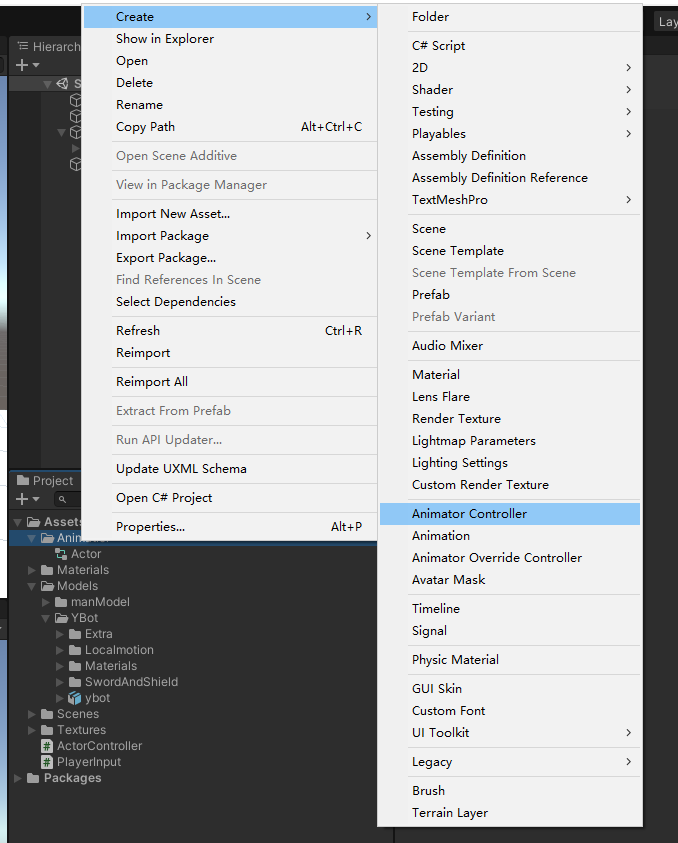 Create
Show in Explorer
Open
Delete
Rename
Copy Path Alt+Ctrl+C
Open Scene Additive
View in Package Manager
Import New Asset...
Import Package
Export Package...
Find References In Scene
Select Dependencies
Refresh Ctrl+R
Reimport
Reimport All
Extract From Prefab
Run API Updater...
Update UXML Schema
Open C# Project
Properties... Alt+P
Folder
C# Script
2D
Shader
Testing
Playables
Assembly Definition
Assembly Definition Reference
TextMeshPro
Scene
Scene Template
Scene Template From Scene
Prefab
Prefab Variant
Audio Mixer
Material
Lens Flare
Render Texture
Lightmap Parameters
Lighting Settings
Custom Render Texture
Animator Controller
Animation
Animator Override Controller
Avatar Mask
Timeline
Signal
Physic Material
GUI Skin
Custom Font
UI Toolkit
Legacy
Brush
Terrain Layer
Lay
Hierarch
S
Project
Assets
Actor
Materials
Models
manModel
YBot
Extra
Localmotion
Materials
SwordAndShield
ybot
Scenes
Textures
ActorController
PlayerInput
Packages